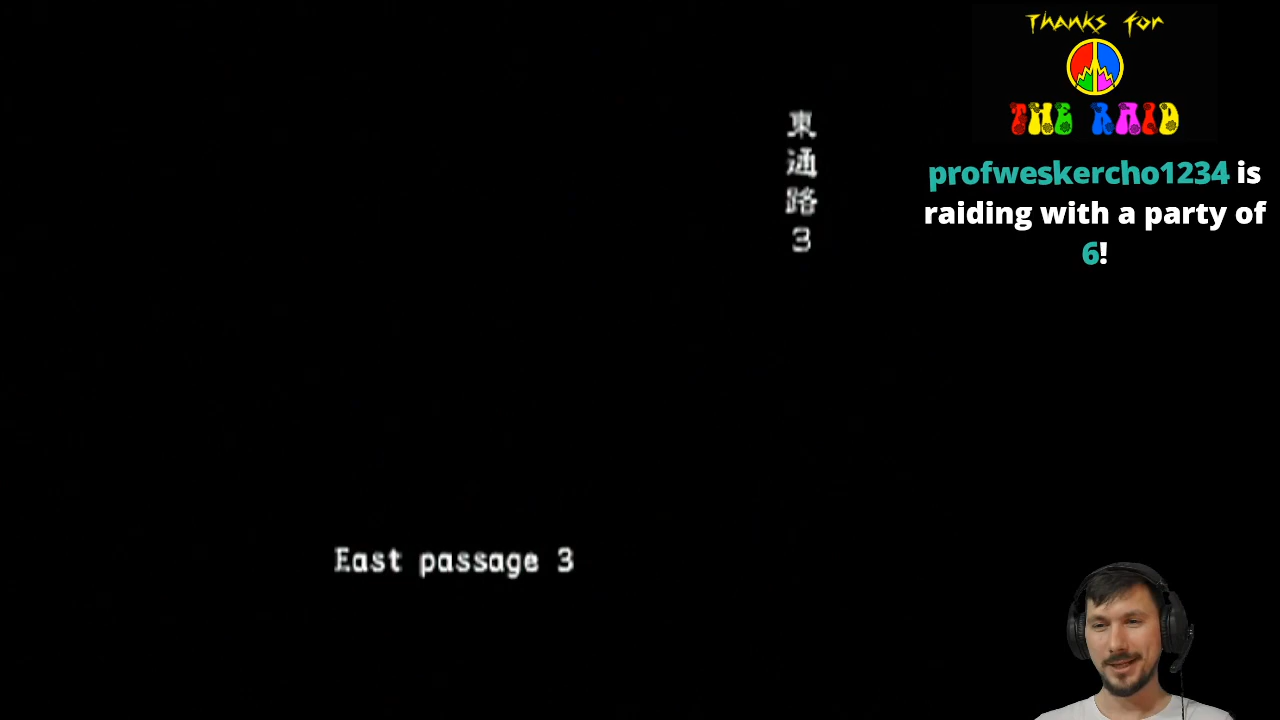 Thanks for
THE RAID
profweskercho1234 is
raiding with a party of
6!
東通路3
East passage 3